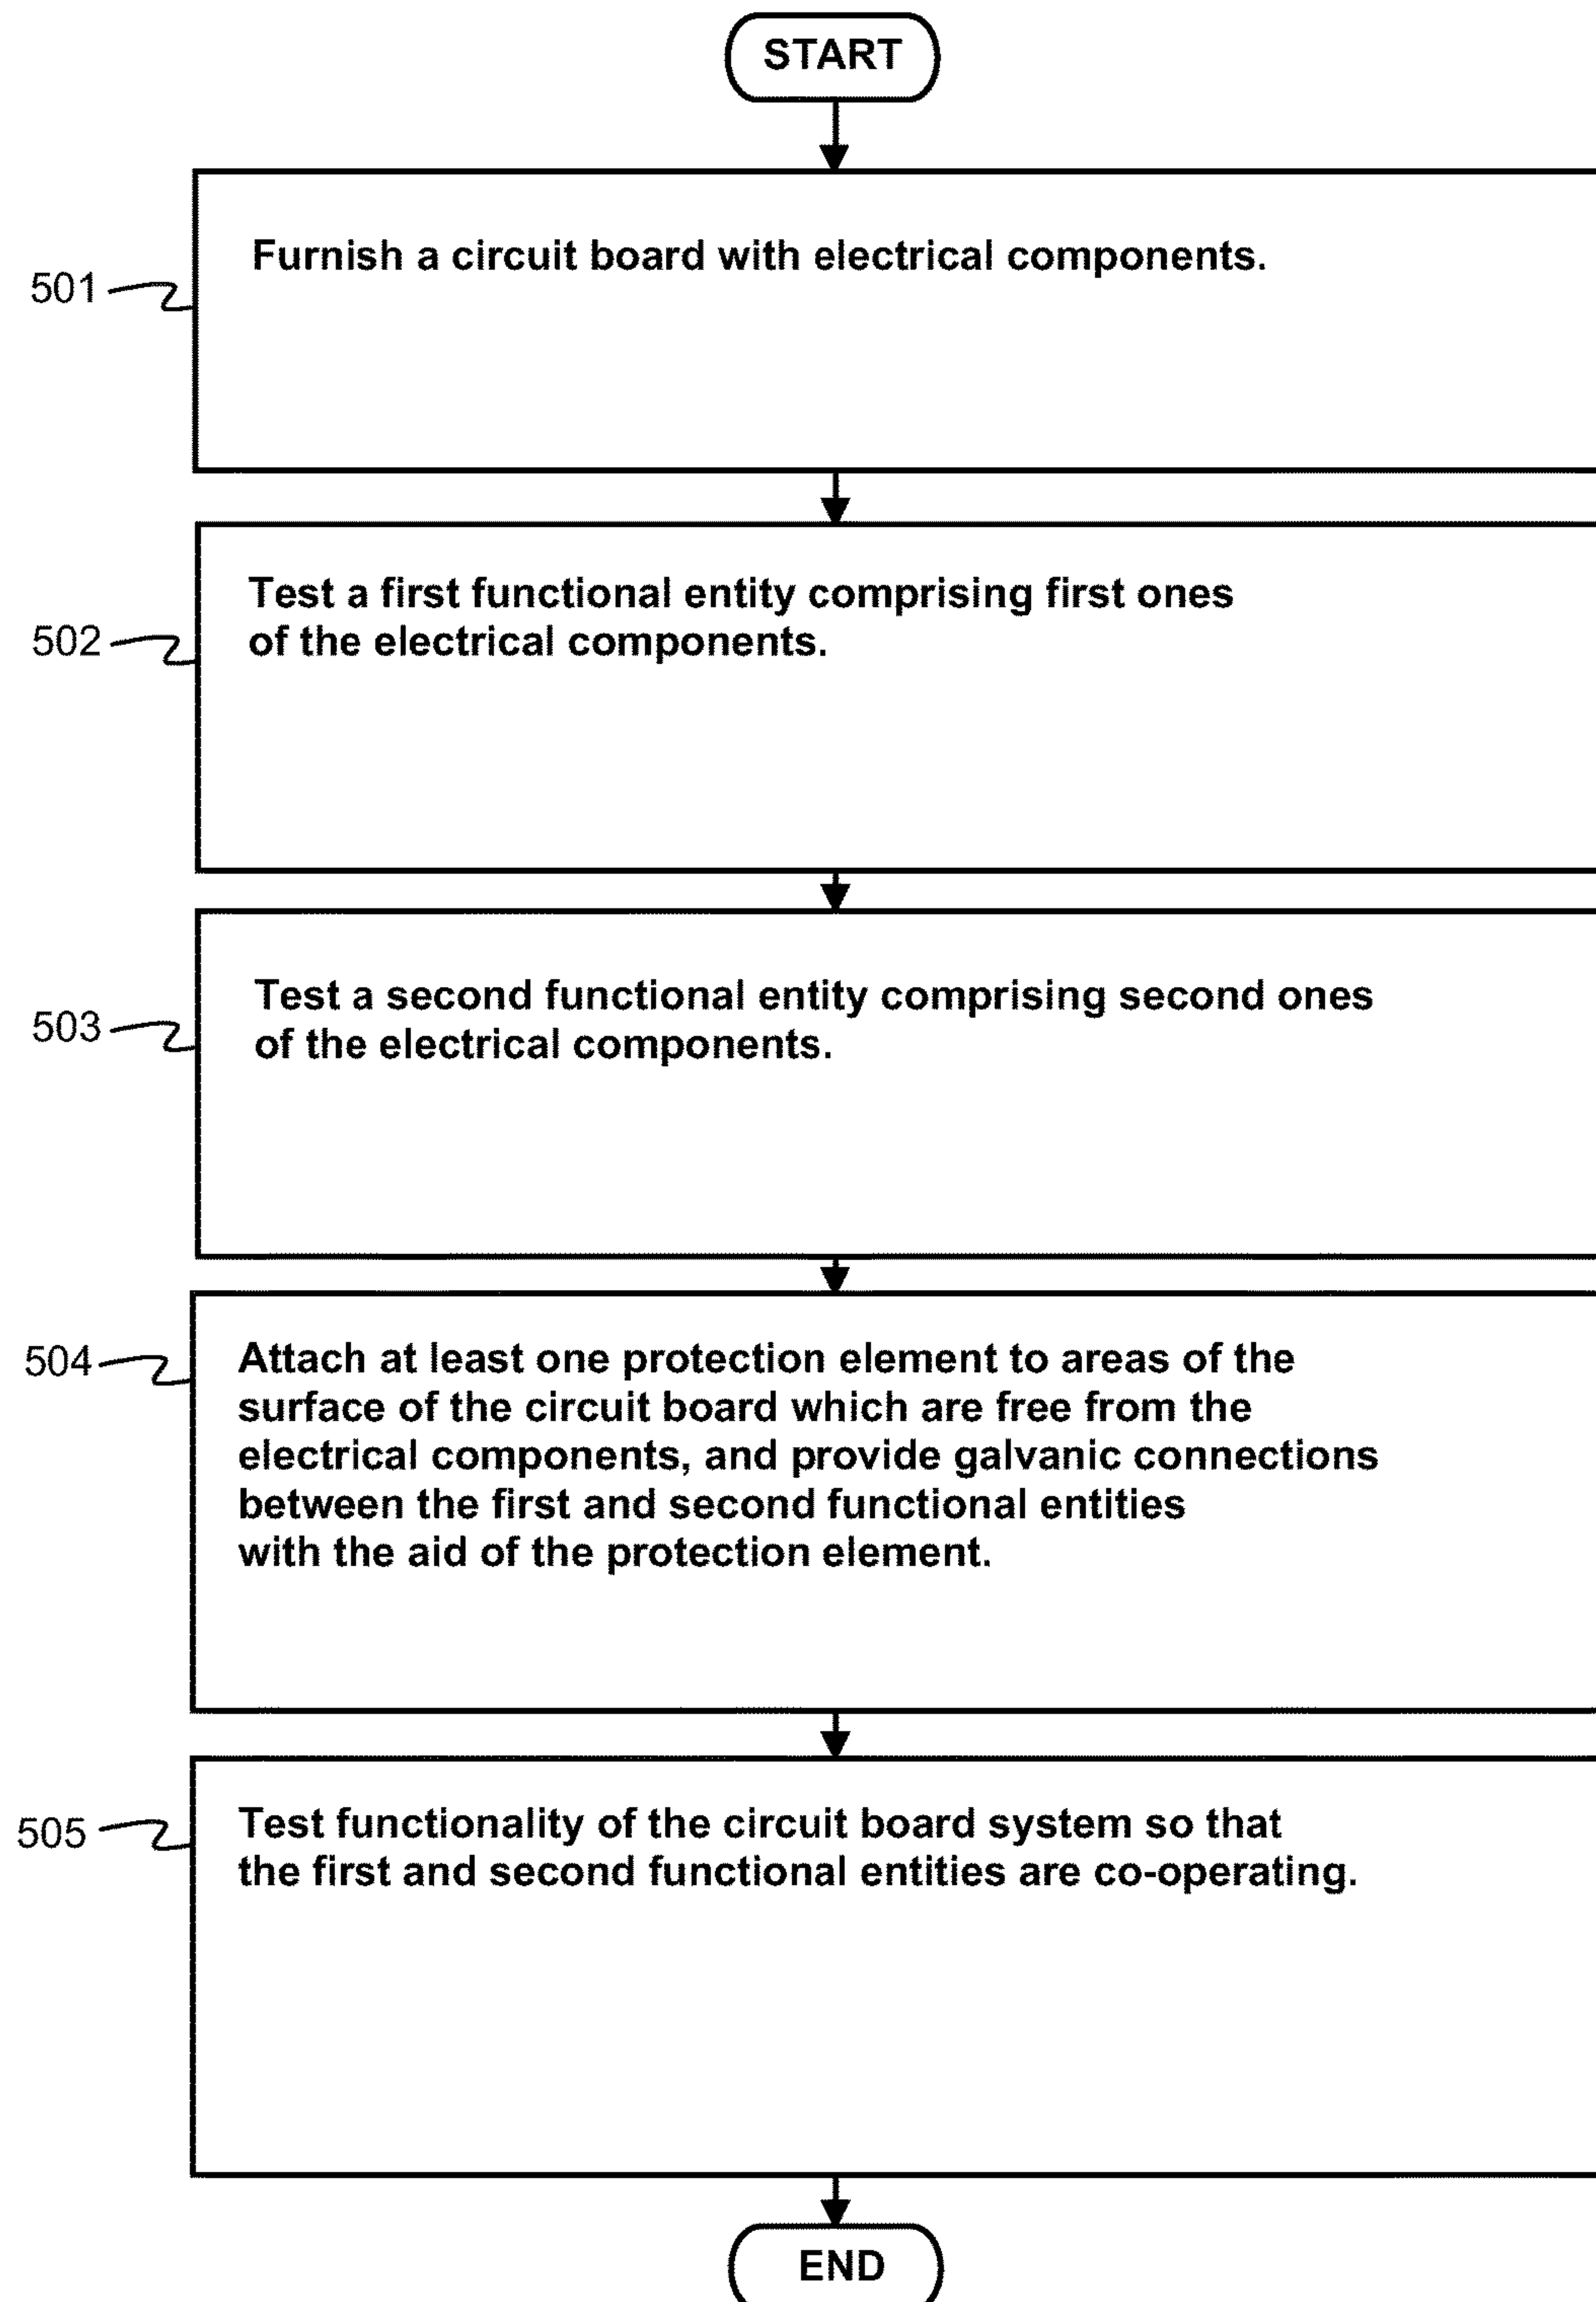 START
501
Furnish a circuit board with electrical components.
502
Test a first functional entity comprising first ones
of the electrical components.
503
Test a second functional entity comprising second ones
of the electrical components.
504
Attach at least one protection element to areas of the
surface of the circuit board which are free from the
electrical components, and provide galvanic connections
between the first and second functional entities
with the aid of the protection element.
505
Test functionality of the circuit board system so that
the first and second functional entities are co-operating.
END